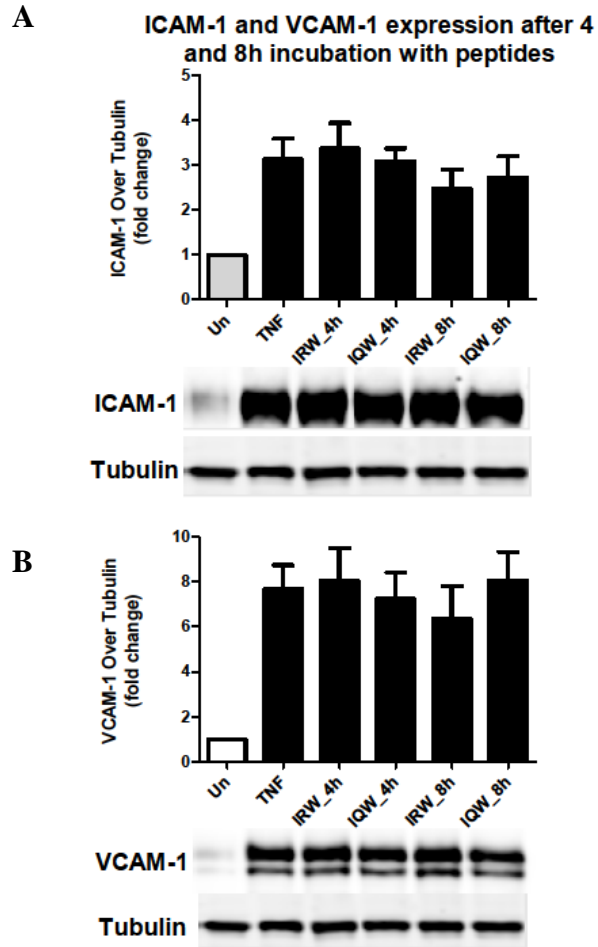 A
ICAM-1 and VCAM-1 expression after 4
and 8h incubation with peptides
ICAM-1 Over Tubulin
(fold change)
5
4
3
2
1
0
Un
TNF
IRW_4h
IQW_4h
IRW_8h
IQW_8h
ICAM-1
Tubulin
B
VCAM-1 Over Tubulin
(fold change)
10
8
6
4
2
0
Un
TNF
IRW_4h
IQW_4h
IRW_8h
IQW_8h
VCAM-1
Tubulin